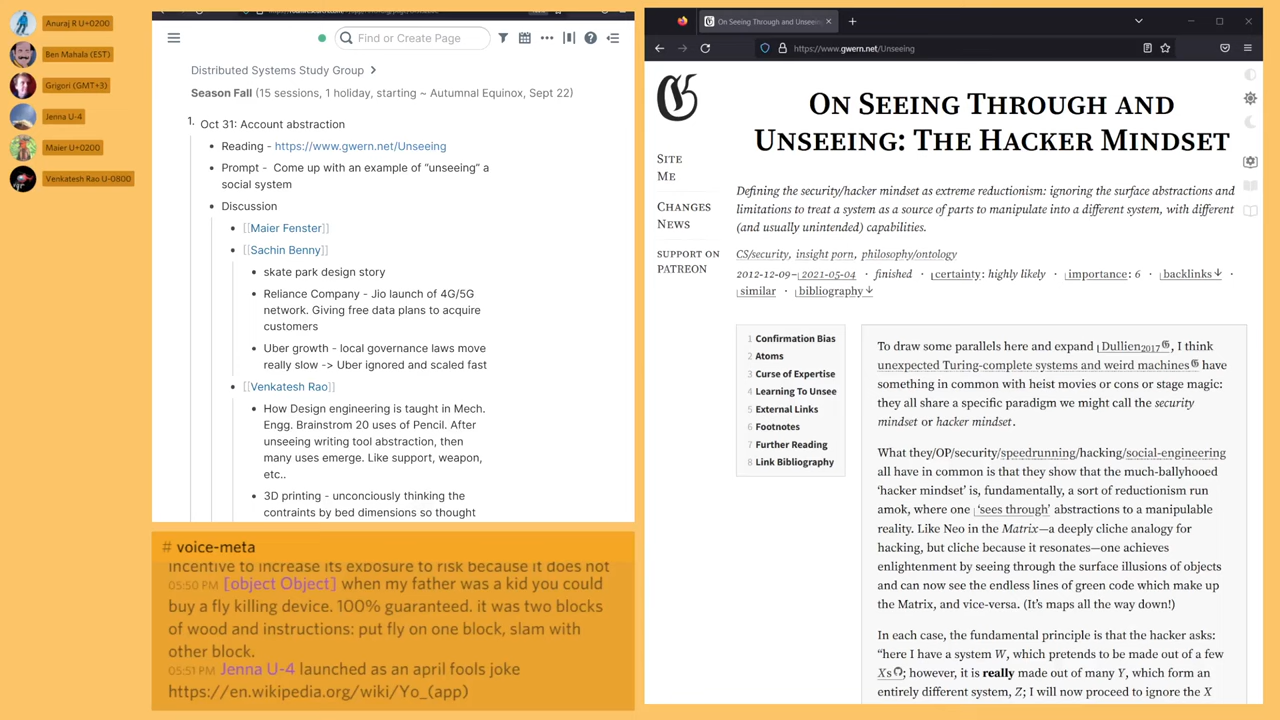 Anuraj R U+0200
Ben Mahala (EST)
Grigori (GMT+3)
Jenna U-4
Maier U+0200
Venkatesh Rao U-0800
Find or Create Page
Distributed Systems Study Group
Season Fall (15 sessions, 1 holiday, starting ~ Autumnal Equinox, Sept 22)
1. Oct 31: Account abstraction
Reading - https://www.gwern.net/Unseeing
Prompt - Come up with an example of “unseeing” a
social system
Discussion
[[Maier Fenster]]
[[Sachin Benny]]
skate park design story
Reliance Company - Jio launch of 4G/5G
network. Giving free data plans to acquire
customers
Uber growth - local governance laws move
really slow -> Uber ignored and scaled fast
[[Venkatesh Rao]]
How Design engineering is taught in Mech.
Engg. Brainstrom 20 uses of Pencil. After
unseeing writing tool abstraction, then
many uses emerge. Like support, weapon,
etc..
3D printing - unconciously thinking the
contraints by bed dimensions so thought
# voice-meta
incentive to increase its exposure to risk because it does not
05:50 PM [object Object] when my father was a kid you could
buy a fly killing device. 100% guaranteed. it was two blocks
of wood and instructions: put fly on one block, slam with
other block.
05:51 PM Jenna U-4 launched as an april fools joke
https://en.wikipedia.org/wiki/Yo_(app)
On Seeing Through and Unseein
https://www.gwern.net/Unseeing
On Seeing Through and
Unseeing: The Hacker Mindset
Site
Me
Changes
News
Support on
Patreon
Defining the security/hacker mindset as extreme reductionism: ignoring the surface abstractions and
limitations to treat a system as a source of parts to manipulate into a different system, with different
(and usually unintended) capabilities.
CS/security, insight porn, philosophy/ontology
2012-12-09–2021-05-04 · finished · certainty: highly likely · importance: 6 · backlinks ·
similar · bibliography
1 Confirmation Bias
2 Atoms
3 Curse of Expertise
4 Learning To Unsee
5 External Links
6 Footnotes
7 Further Reading
8 Link Bibliography
To draw some parallels here and expand Dullien2017, I think
unexpected Turing-complete systems and weird machines have
something in common with heist movies or cons or stage magic:
they all share a specific paradigm we might call the security
mindset or hacker mindset.
What they/OP/security/speedrunning/hacking/social-engineering
all have in common is that they show that the much-ballyhooed
‘hacker mindset’ is, fundamentally, a sort of reductionism run
amok, where one ‘sees through’ abstractions to a manipulable
reality. Like Neo in the Matrix—a deeply cliche analogy for
hacking, but cliche because it resonates—one achieves
enlightenment by seeing through the surface illusions of objects
and can now see the endless lines of green code which make up
the Matrix, and vice-versa. (It’s maps all the way down!)
In each case, the fundamental principle is that the hacker asks:
“here I have a system W, which pretends to be made out of a few
Xs; however, it is really made out of many Y, which form an
entirely different system, Z; I will now proceed to ignore the X